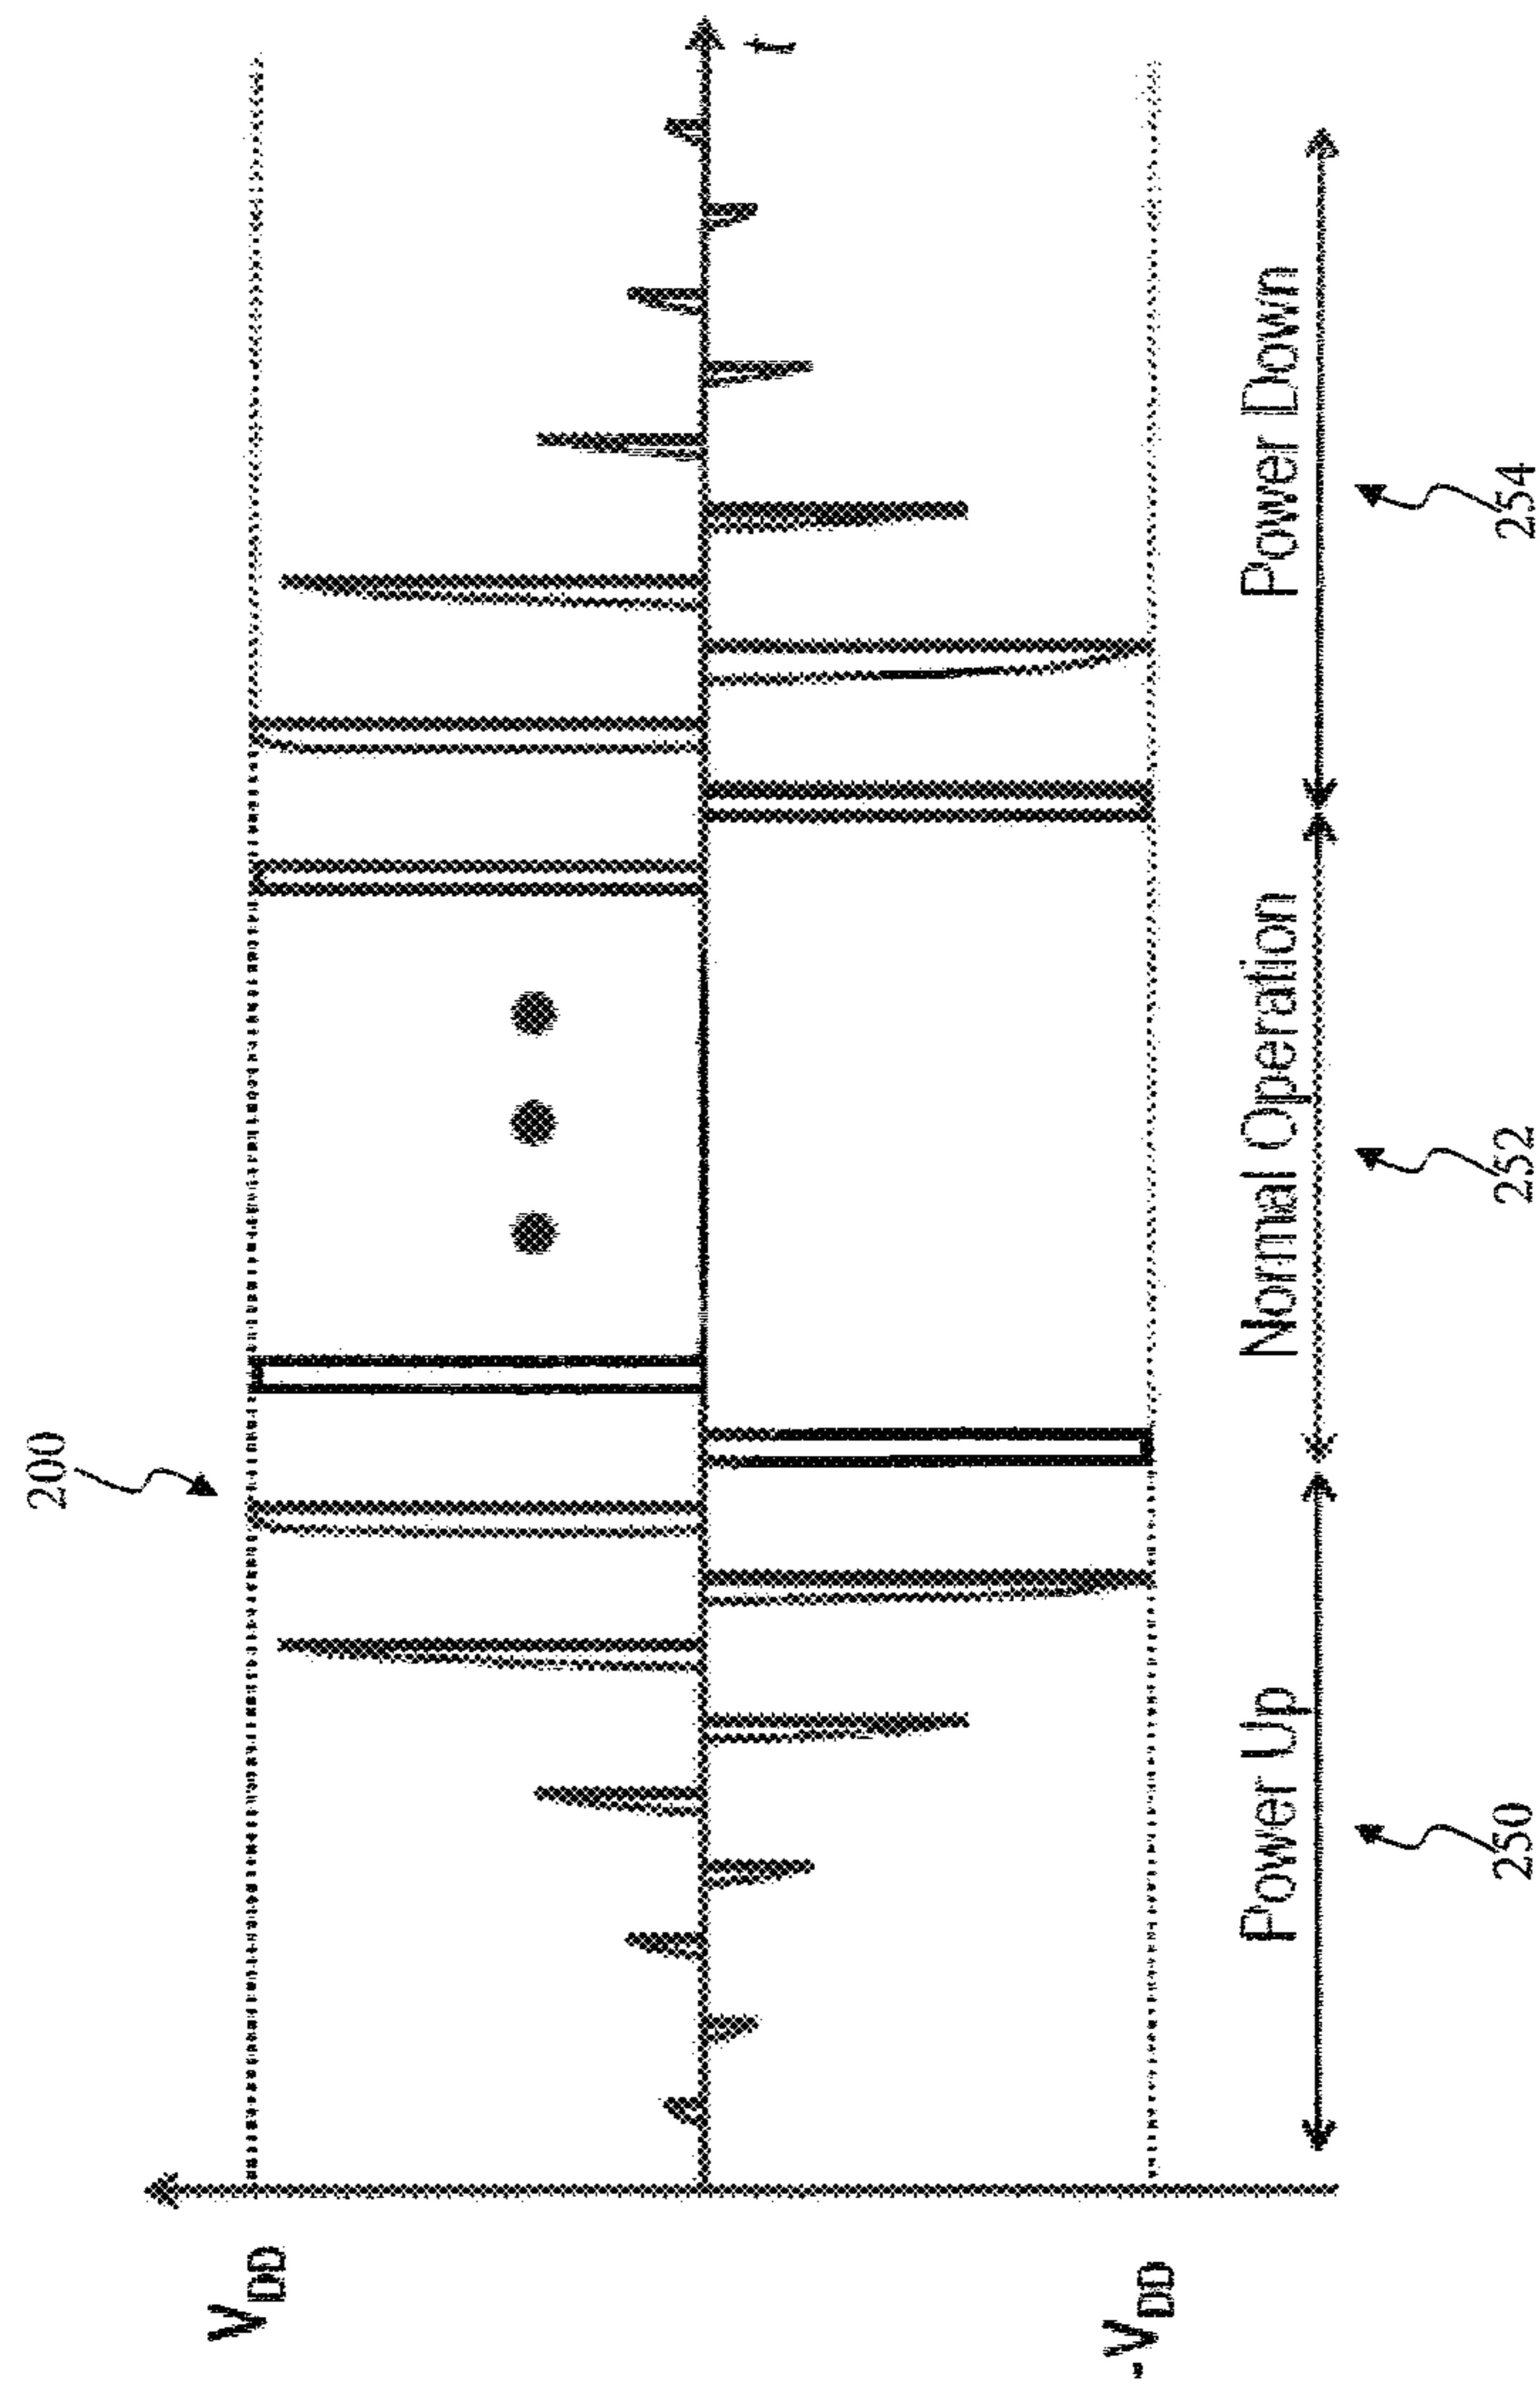 200
V_DD
t
-V_DD
Power Up
Normal Operation
Power Down
250
252
254